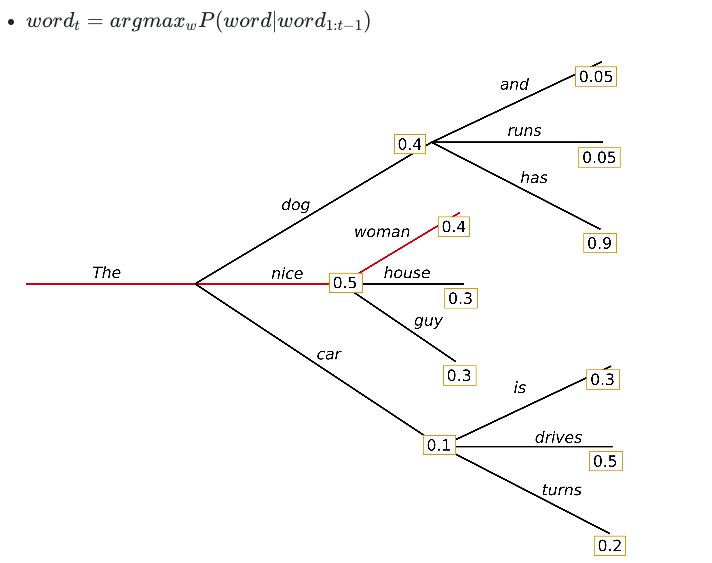 • word_t = argmax_w P(word|word_{1:t−1})
and
0.05
runs
0.4
0.05
has
dog
0.9
woman
0.4
The
nice
house
0.5
0.3
guy
car
0.3
is
0.3
drives
0.1
0.5
turns
0.2